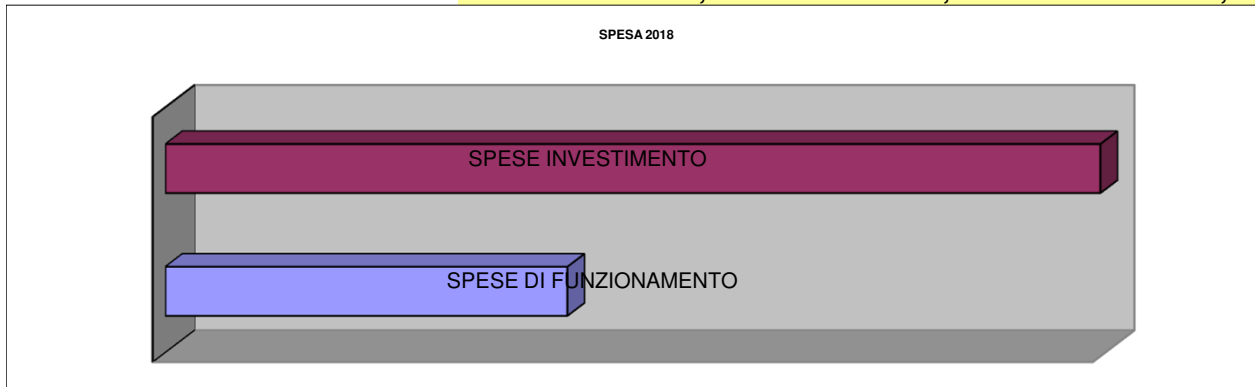 SPESA 2018
SPESE INVESTIMENTO
SPESE DI FUNZIONAMENTO